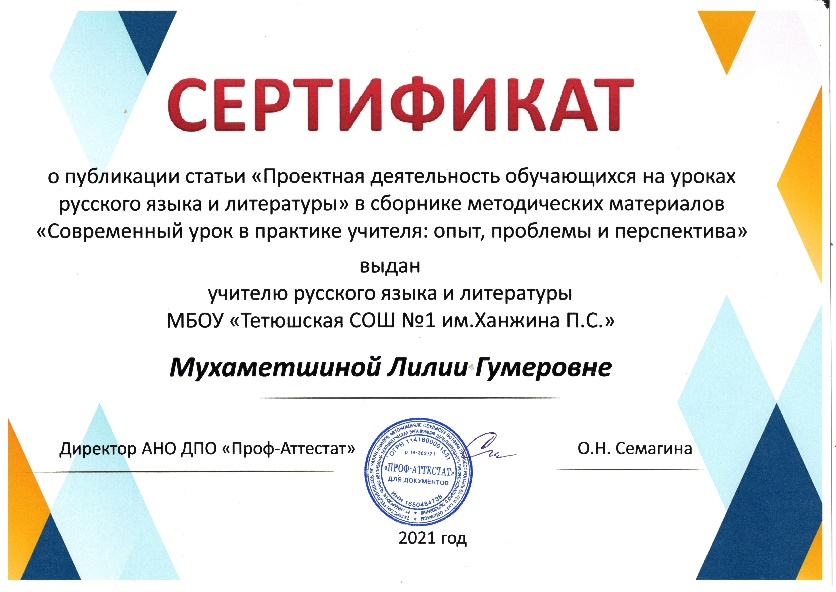 СЕРТИФИКАТ
о публикации статьи «Проектная деятельность обучающихся на уроках
русского языка и литературы» в сборнике методических материалов
«Современный урок в практике учителя: опыт, проблемы и перспектива»
выдан
учителю русского языка и литературы
МБОУ «Тетюшская СОШ №1 им.Ханжина П.С.»
Мухаметшиной Лилии Гумеровне
Директор АНО ДПО «Проф-Аттестат»
«ПРОФ-АТТЕСТАТ»
ДЛЯ ДОКУМЕНТОВ
О.Н. Семагина
2021 год